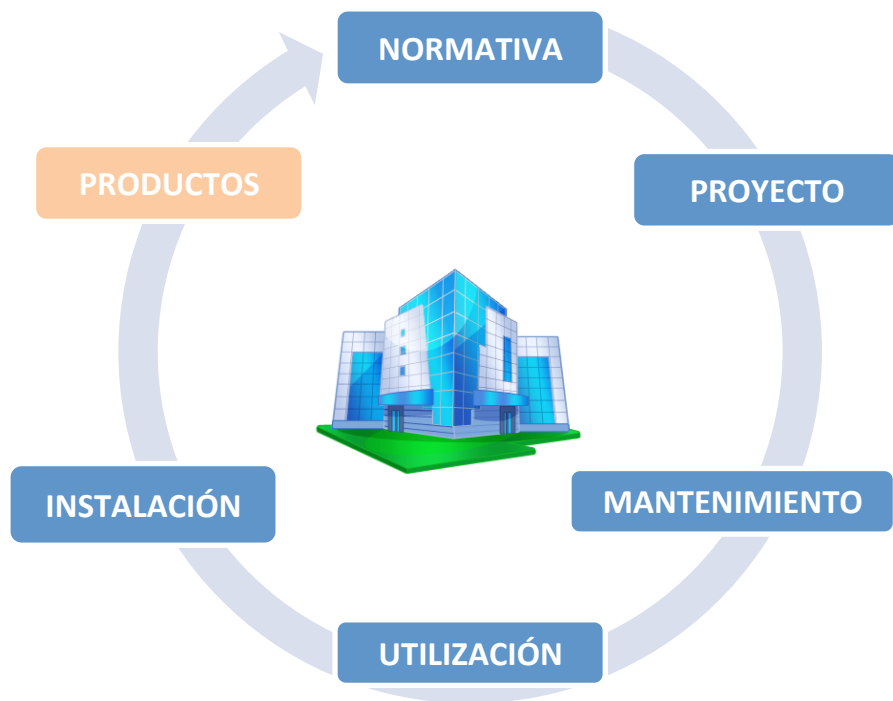 NORMATIVA
PROYECTO
MANTENIMIENTO
UTILIZACIÓN
INSTALACIÓN
PRODUCTOS